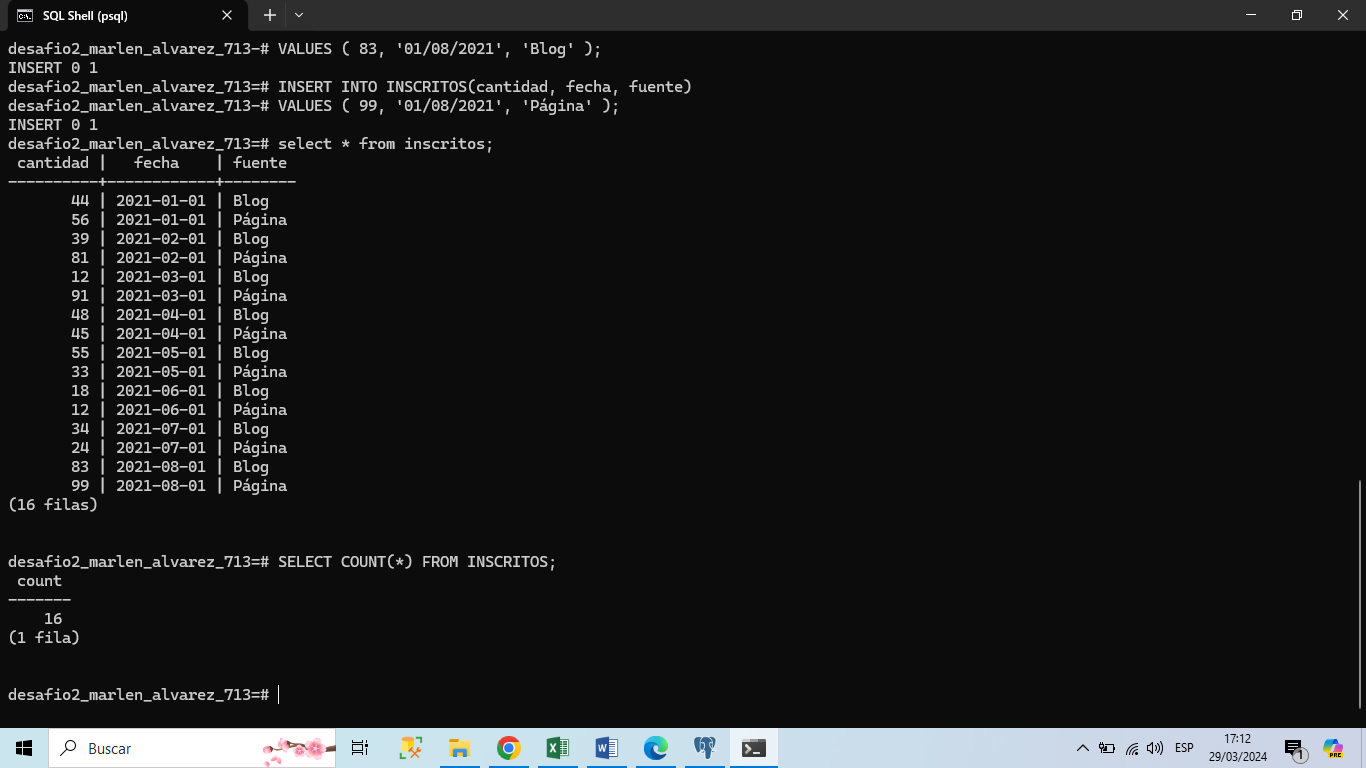 SQL Shell (psql)
desafio2_marlen_alvarez_713-# VALUES ( 83, '01/08/2021', 'Blog' );
INSERT 0 1
desafio2_marlen_alvarez_713=# INSERT INTO INSCRITOS(cantidad, fecha, fuente)
desafio2_marlen_alvarez_713-# VALUES ( 99, '01/08/2021', 'Página' );
INSERT 0 1
desafio2_marlen_alvarez_713=# select * from inscritos;
 cantidad |   fecha    | fuente
----------+------------+--------
       44 | 2021-01-01 | Blog
       56 | 2021-01-01 | Página
       39 | 2021-02-01 | Blog
       81 | 2021-02-01 | Página
       12 | 2021-03-01 | Blog
       91 | 2021-03-01 | Página
       48 | 2021-04-01 | Blog
       45 | 2021-04-01 | Página
       55 | 2021-05-01 | Blog
       33 | 2021-05-01 | Página
       18 | 2021-06-01 | Blog
       12 | 2021-06-01 | Página
       34 | 2021-07-01 | Blog
       24 | 2021-07-01 | Página
       83 | 2021-08-01 | Blog
       99 | 2021-08-01 | Página
(16 filas)
desafio2_marlen_alvarez_713=# SELECT COUNT(*) FROM INSCRITOS;
 count
-------
    16
(1 fila)
desafio2_marlen_alvarez_713=#
Buscar
ESP
17:12
29/03/2024
1
PRE